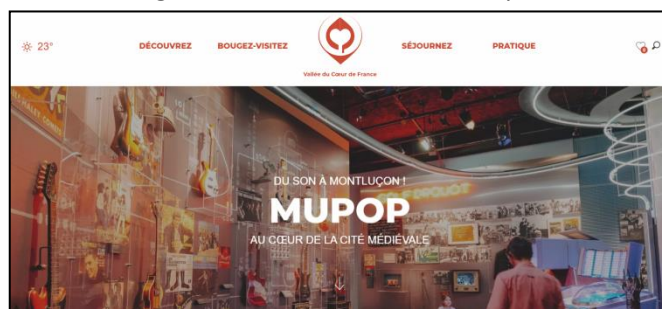 23°
DÉCOUVREZ
BOUGEZ-VISITEZ
SÉJOURNEZ
PRATIQUE
Vallée du Cœur de France
DU SON À MONTLUÇON !
MUPOP
AU CŒUR DE LA CITÉ MÉDIÉVALE